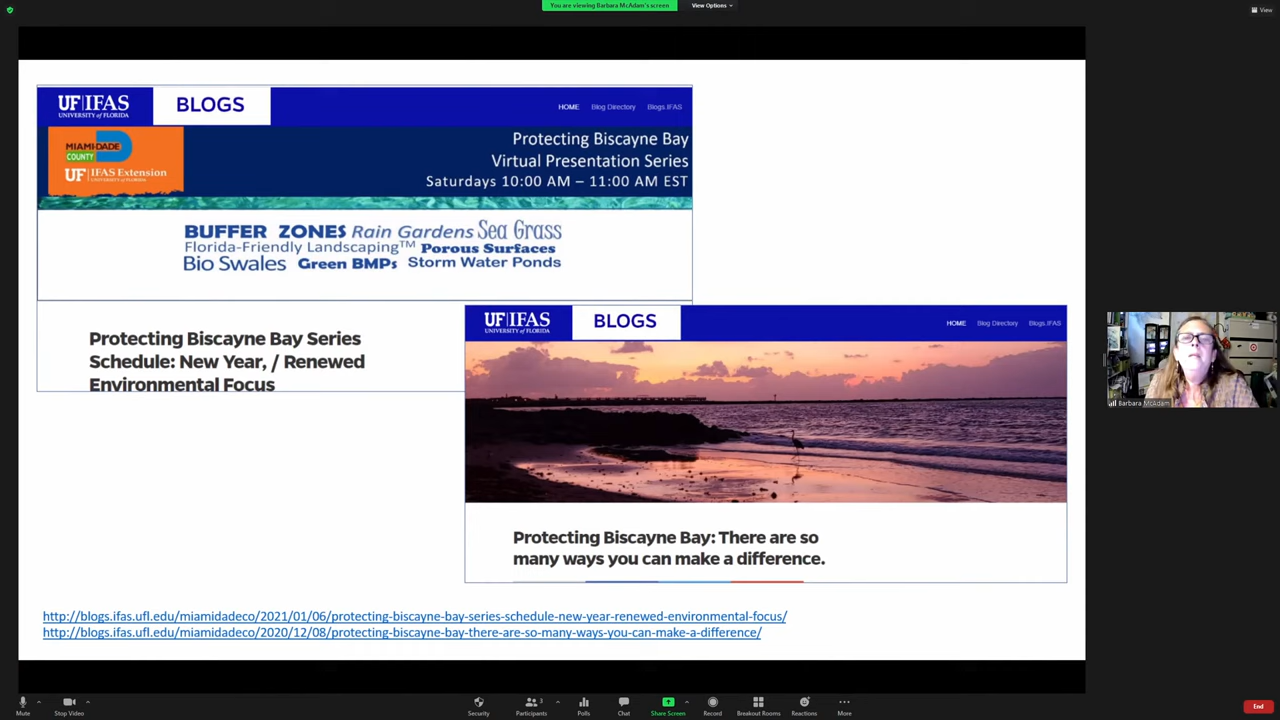 You are viewing Barbara McAdam's screen
View Options
View
UF|IFAS
UNIVERSITY of FLORIDA
BLOGS
HOME
Blog Directory
Blogs.IFAS
MIAMI-DADE
COUNTY
UF|IFAS Extension
UNIVERSITY of FLORIDA
Protecting Biscayne Bay
Virtual Presentation Series
Saturdays 10:00 AM – 11:00 AM EST
BUFFER ZONES Rain Gardens Sea Grass
Florida-Friendly Landscaping™ Porous Surfaces
Bio Swales Green BMPs Storm Water Ponds
Protecting Biscayne Bay Series
Schedule: New Year, / Renewed
Environmental Focus
UF|IFAS
UNIVERSITY of FLORIDA
BLOGS
HOME
Blog Directory
Blogs.IFAS
Protecting Biscayne Bay: There are so
many ways you can make a difference.
http://blogs.ifas.ufl.edu/miamidadeco/2021/01/06/protecting-biscayne-bay-series-schedule-new-year-renewed-environmental-focus/
http://blogs.ifas.ufl.edu/miamidadeco/2020/12/08/protecting-biscayne-bay-there-are-so-many-ways-you-can-make-a-difference/
Barbara McAdam
Mute
Stop Video
Security
Participants
3
Polls
Chat
Share Screen
Record
Breakout Rooms
Reactions
More
End